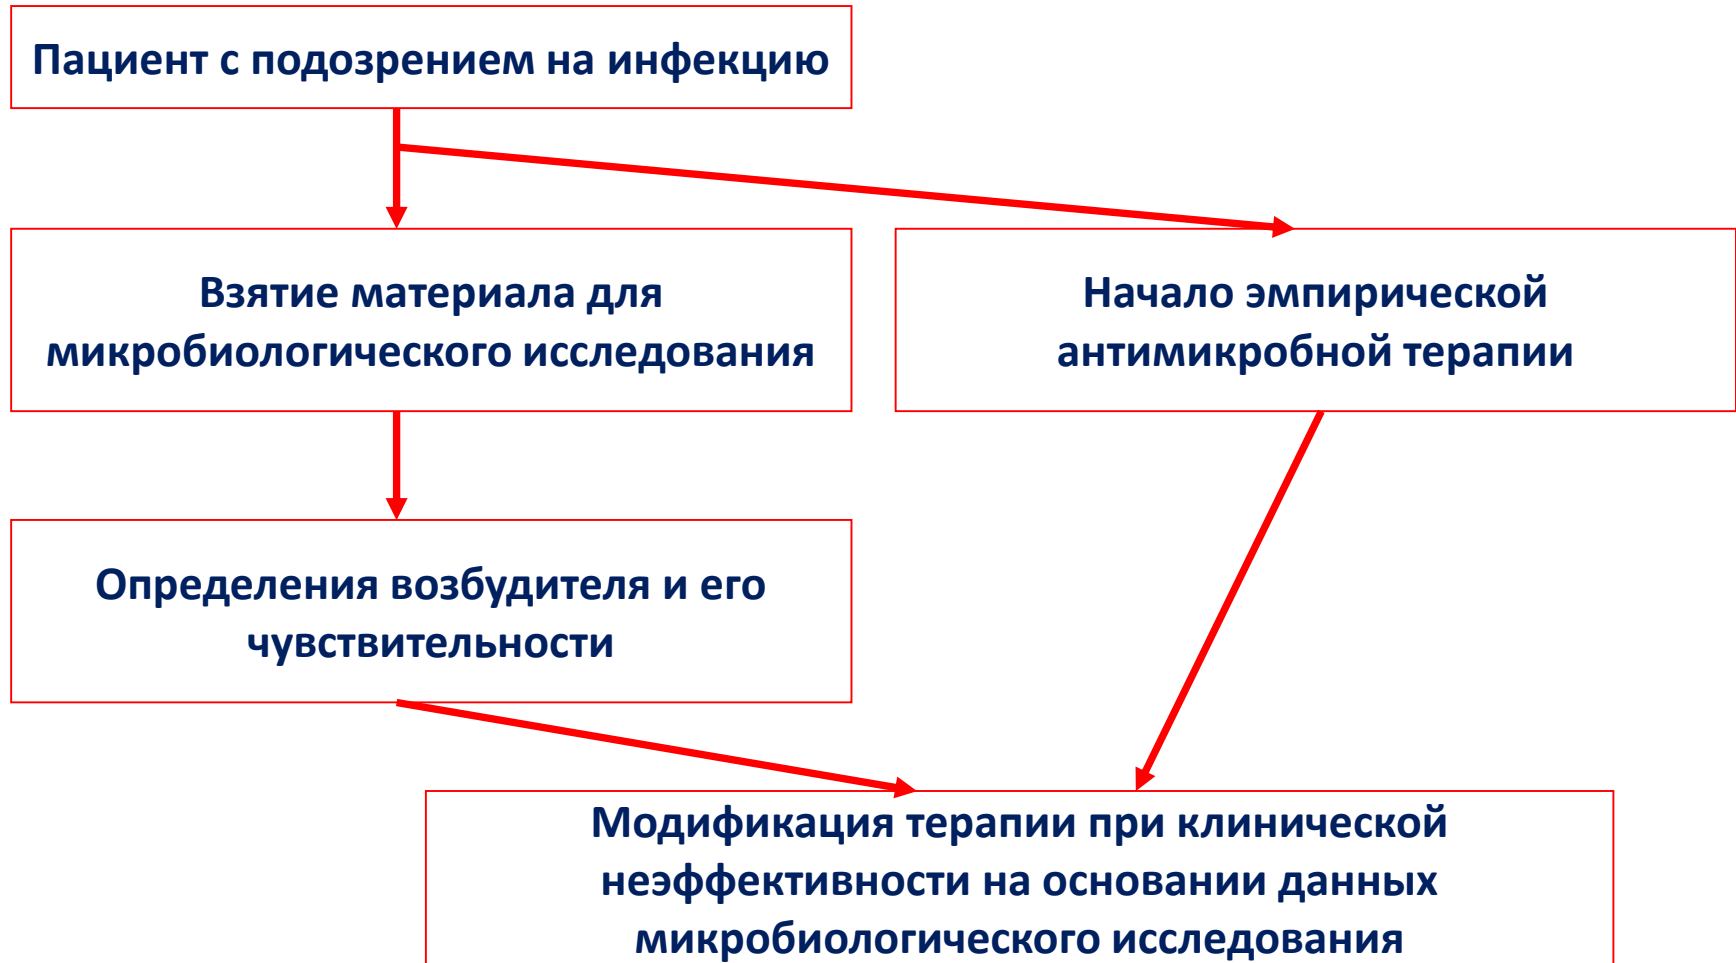 Пациент с подозрением на инфекцию
Взятие материала для
микробиологического исследования
Начало эмпирической
антимикробной терапии
Определения возбудителя и его
чувствительности
Модификация терапии при клинической
неэффективности на основании данных
микробиологического исследования